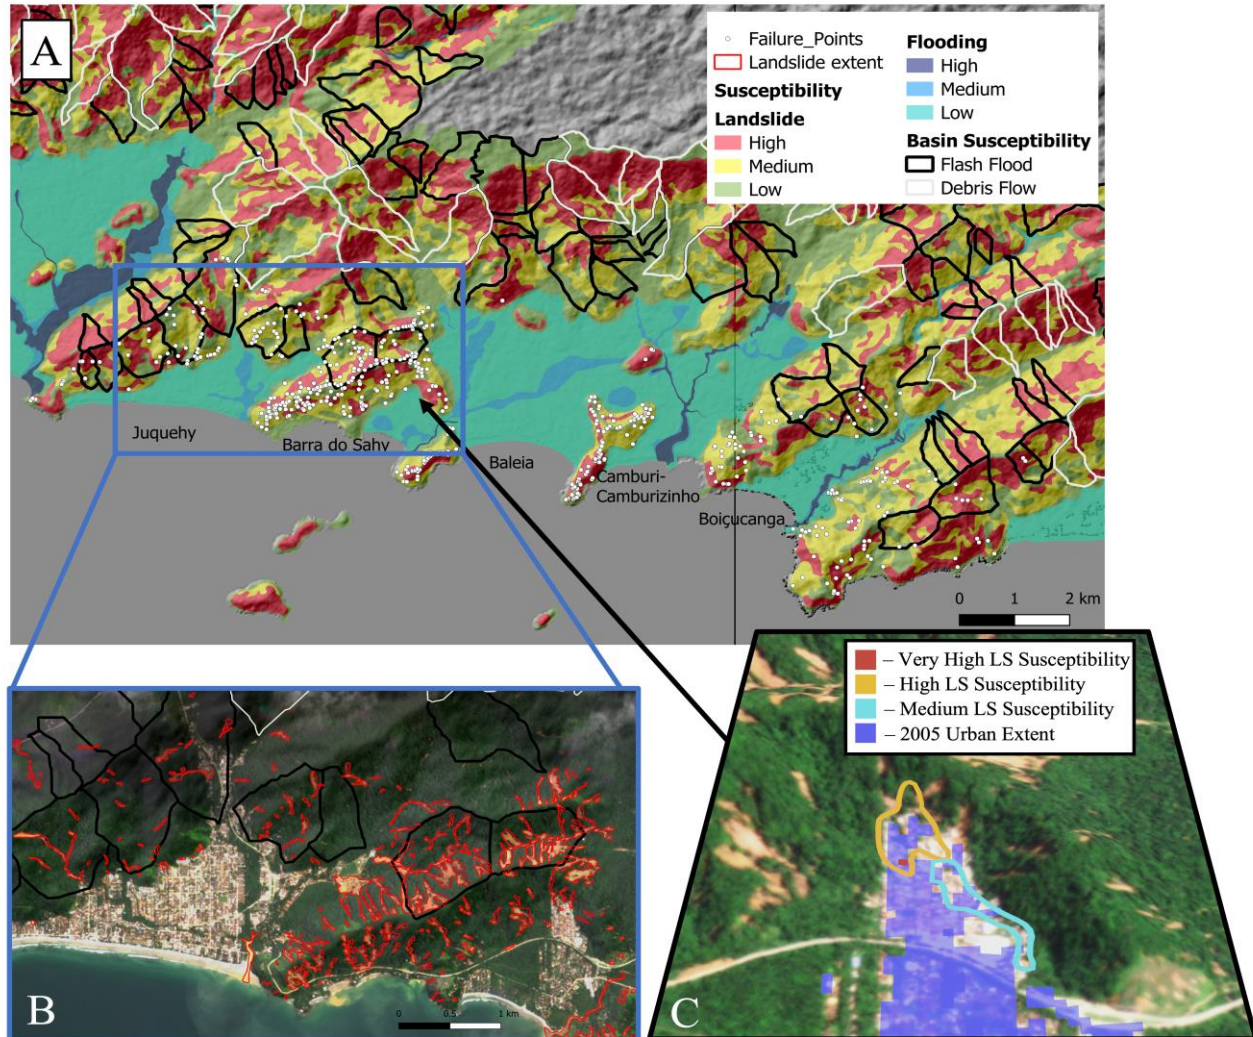 A
Failure_Points
Landslide extent
Susceptibility
Landslide
High
Medium
Low
Flooding
High
Medium
Low
Basin Susceptibility
Flash Flood
Debris Flow
Juquehy
Barra do Sahy
Baleia
Camburi-
Camburizinho
Boiçucanga
0 1 2 km
– Very High LS Susceptibility
– High LS Susceptibility
– Medium LS Susceptibility
– 2005 Urban Extent
B
0 0.5 1 km
C